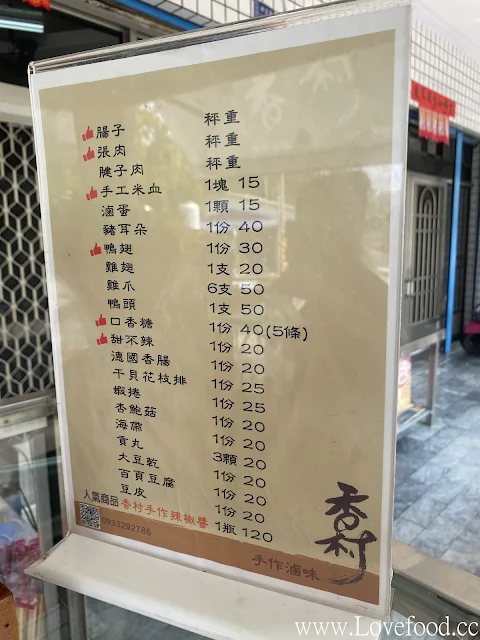 腸子 秤重
張肉 秤重
腱子肉 秤重
手工米血 1塊 15
滷蛋 1顆 15
豬耳朵 1份 40
鴨翅 1份 30
雞翅 1支 20
雞爪 6支 50
鴨頭 1支 50
口香糖 1份 40(5條)
甜不辣 1份 20
德國香腸 1份 20
干貝花枝排 1份 25
蝦捲 1份 25
杏鮑菇 1份 20
海帶 1份 20
貢丸 3顆 20
大豆乾 1份 20
百頁豆腐 1份 20
豆皮 1份 20
人氣商品 香村手作辣椒醬 1瓶 120
0933292786
香村
手作滷味
www.Lovefood.cc